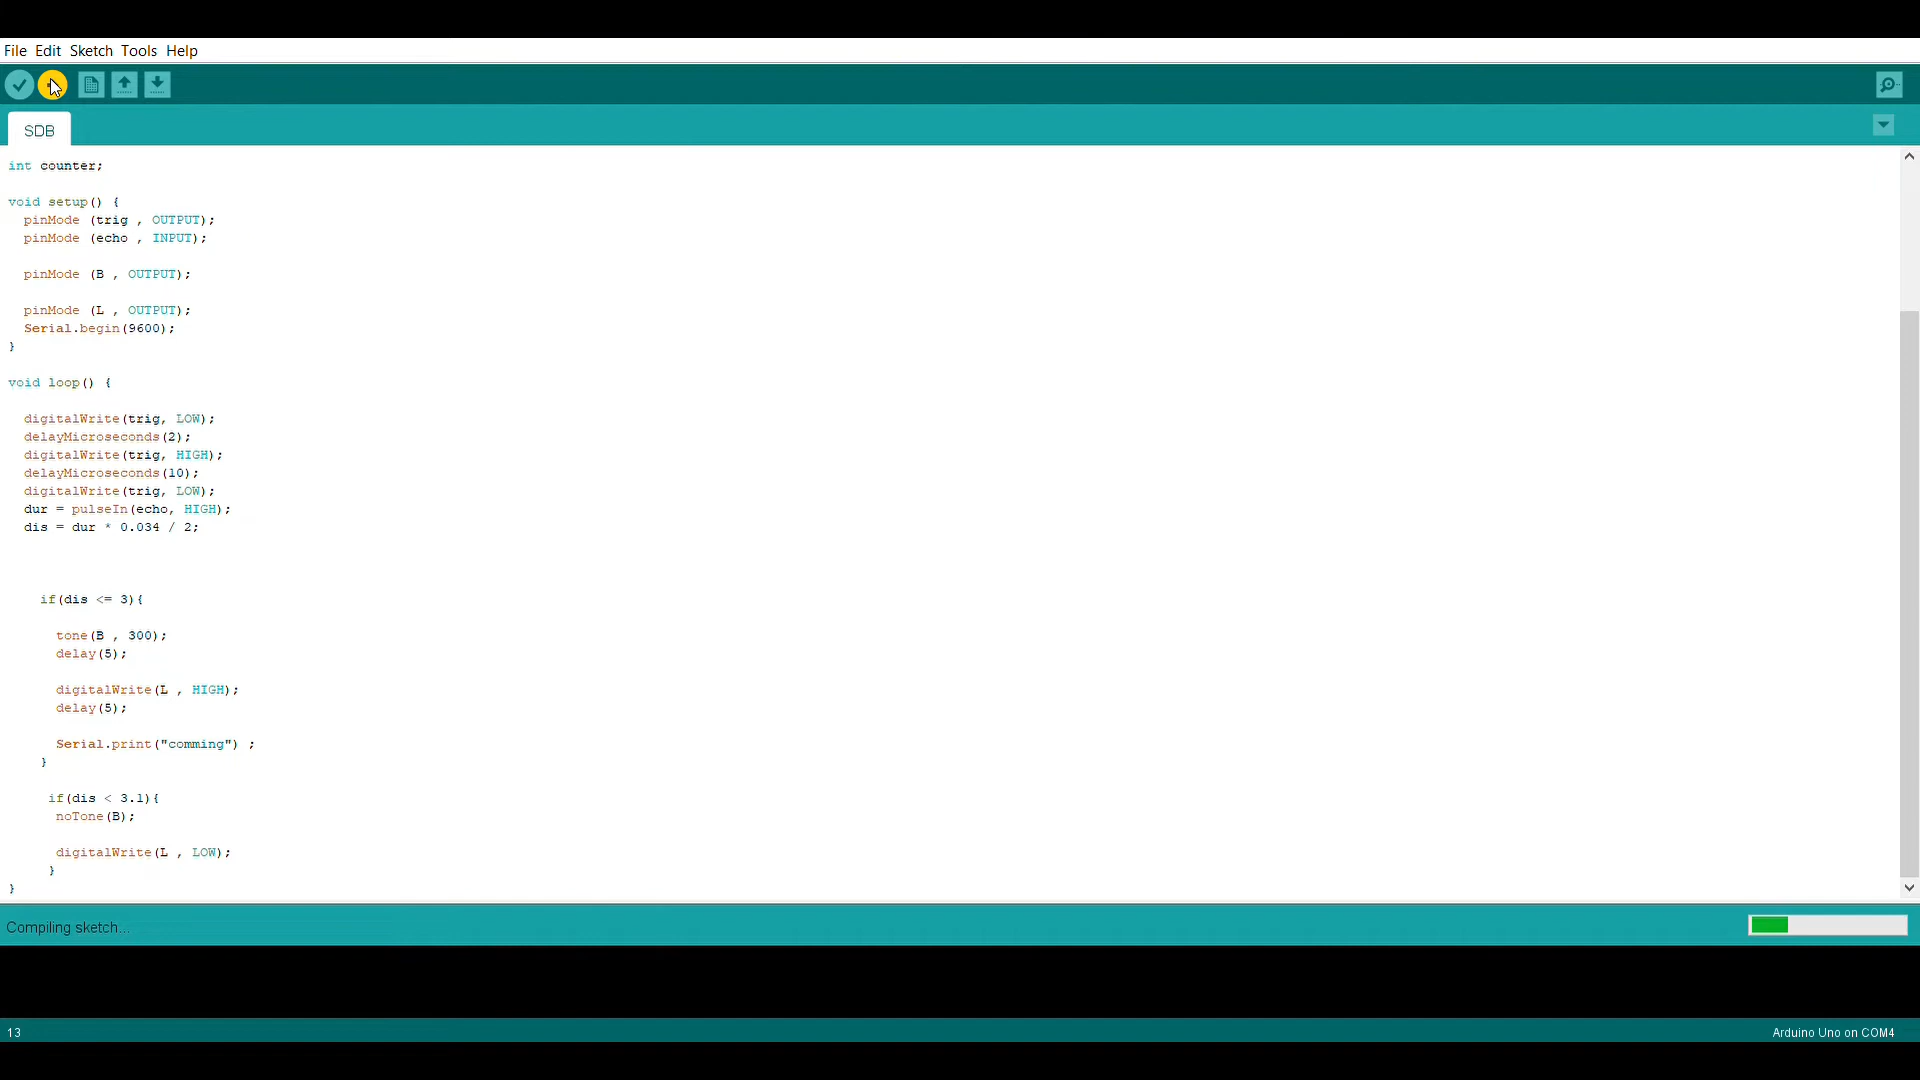 File Edit Sketch Tools Help
SDB
int counter;
void setup() {
pinMode (trig , OUTPUT);
pinMode (echo , INPUT);
pinMode (B , OUTPUT);
pinMode (L , OUTPUT);
Serial.begin(9600);
}
void loop() {
digitalWrite(trig, LOW);
delayMicroseconds(2);
digitalWrite(trig, HIGH);
delayMicroseconds(10);
digitalWrite(trig, LOW);
dur = pulseIn(echo, HIGH);
dis = dur * 0.034 / 2;
if(dis <= 3){
tone(B , 300);
delay(5);
digitalWrite(L , HIGH);
delay(5);
Serial.print("comming") ;
}
if(dis < 3.1){
noTone(B);
digitalWrite(L , LOW);
}
}
Compiling sketch...
13
Arduino Uno on COM4